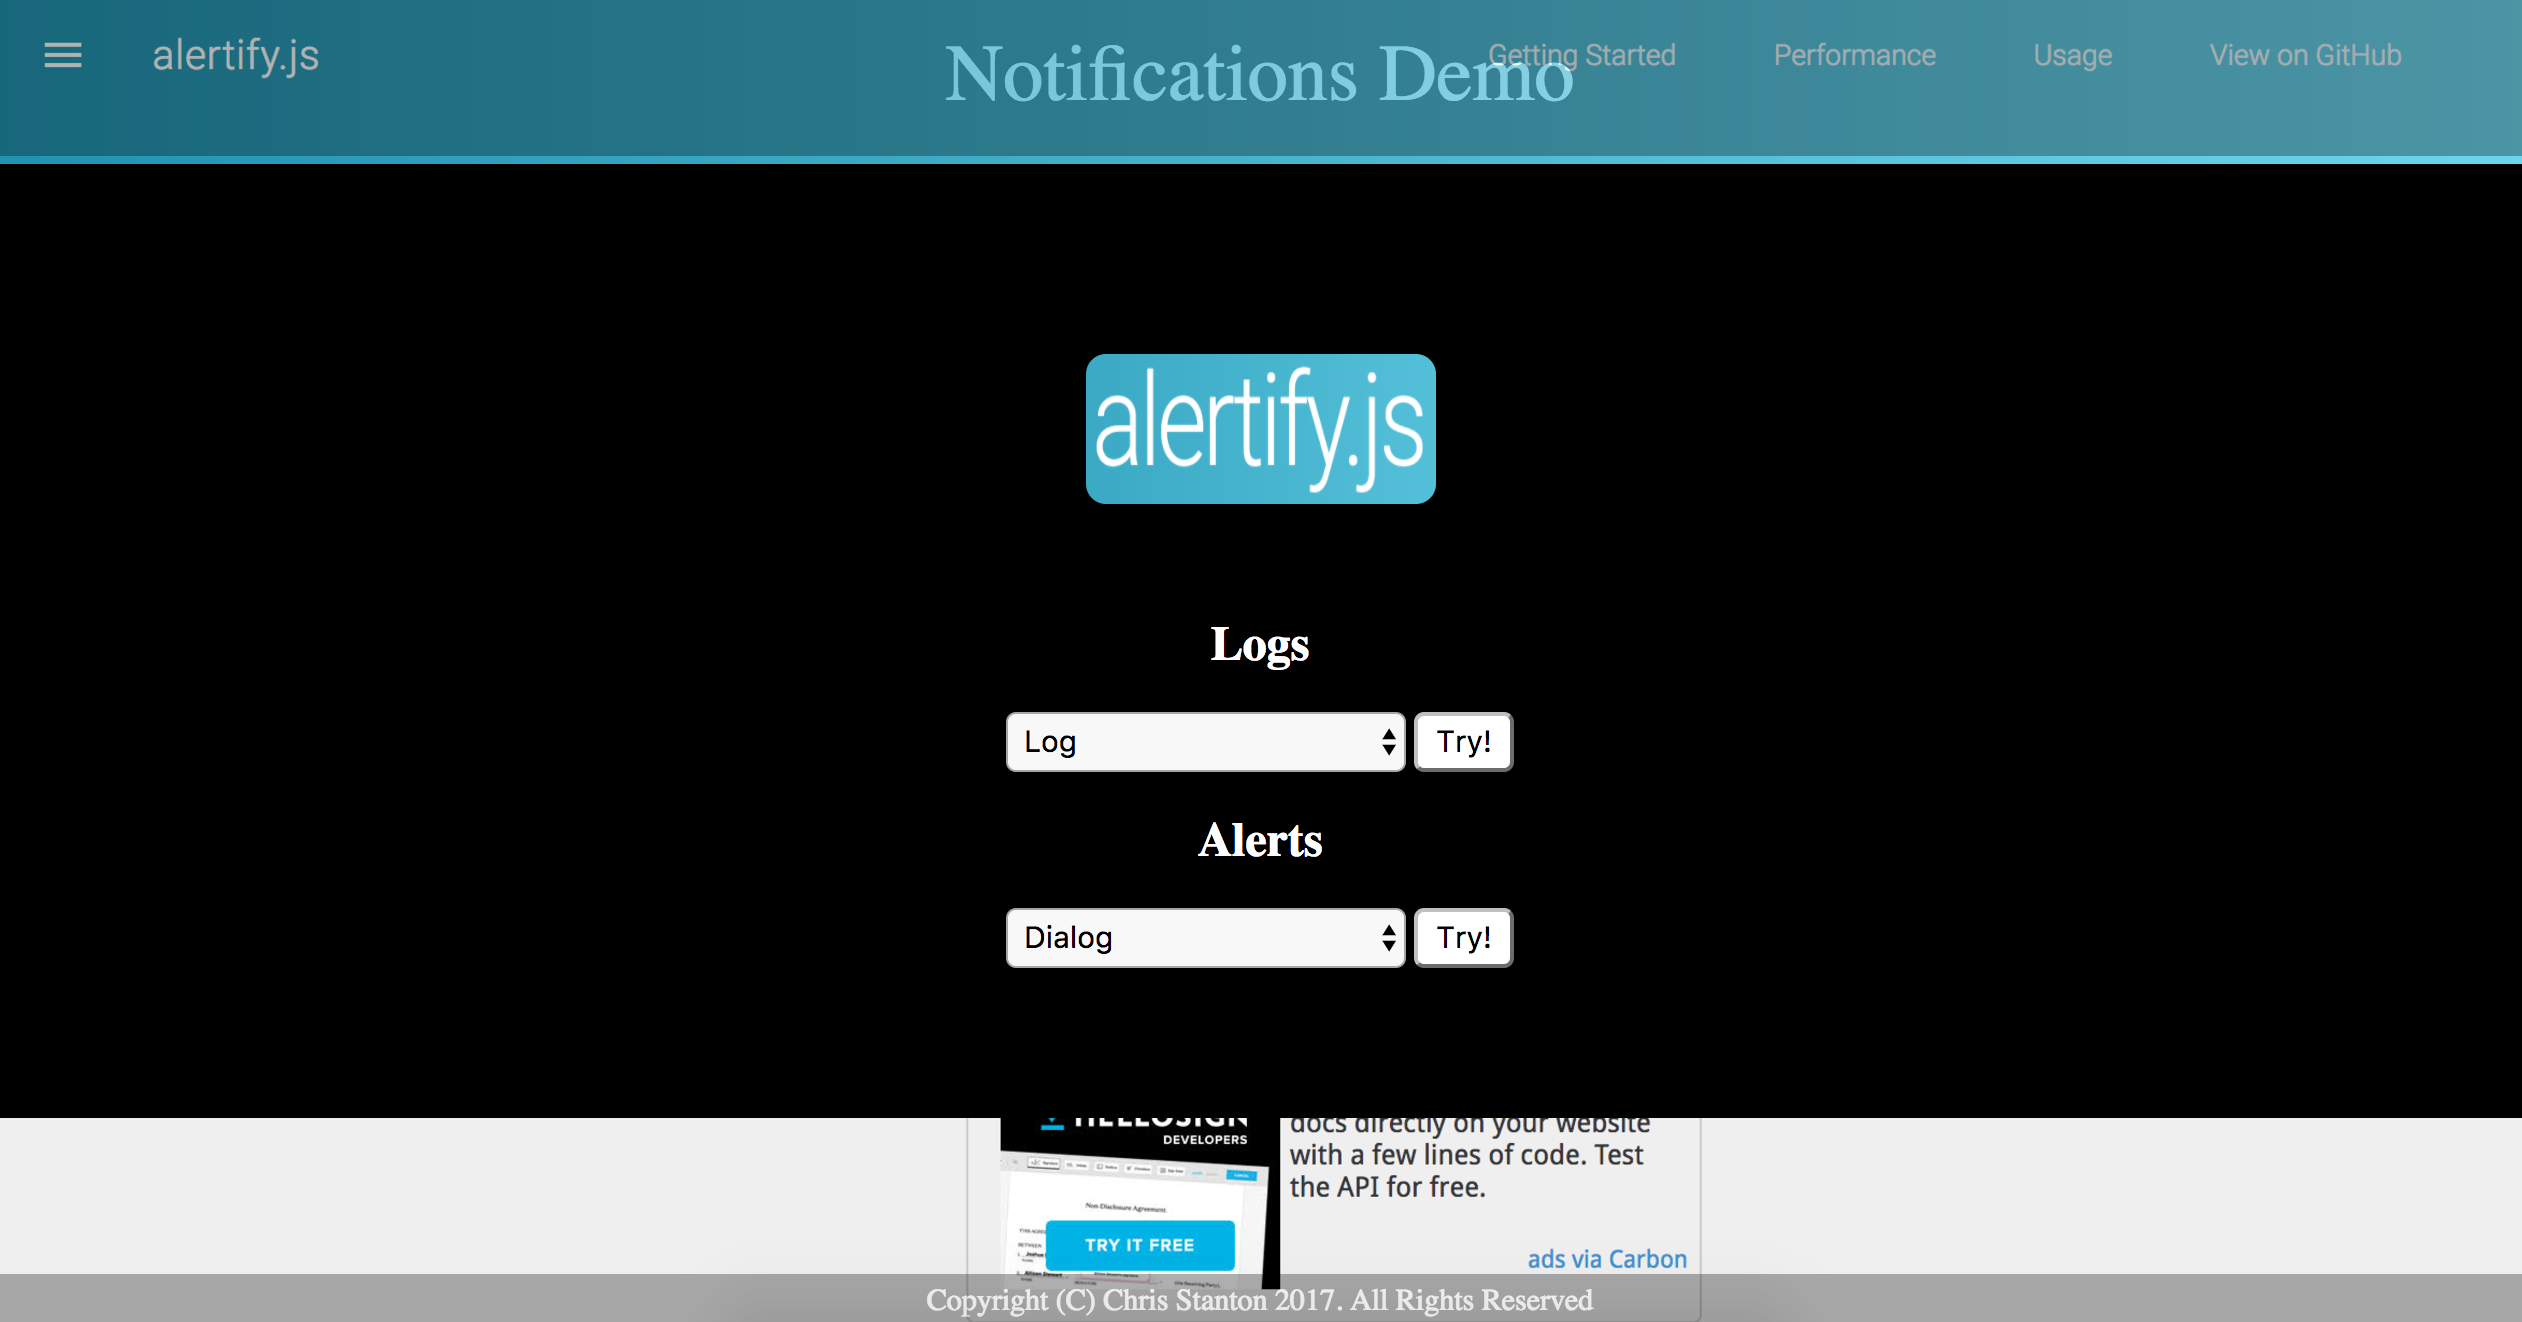 alertify.js
Notifications Demo
Getting Started
Performance
Usage
View on GitHub
alertify.js
Logs
Log
Try!
Alerts
Dialog
Try!
HELLOSIGN
DEVELOPERS
Non-Disclosure Agreement
TRY IT FREE
docs directly on your website
with a few lines of code. Test
the API for free.
ads via Carbon
Copyright (C) Chris Stanton 2017. All Rights Reserved